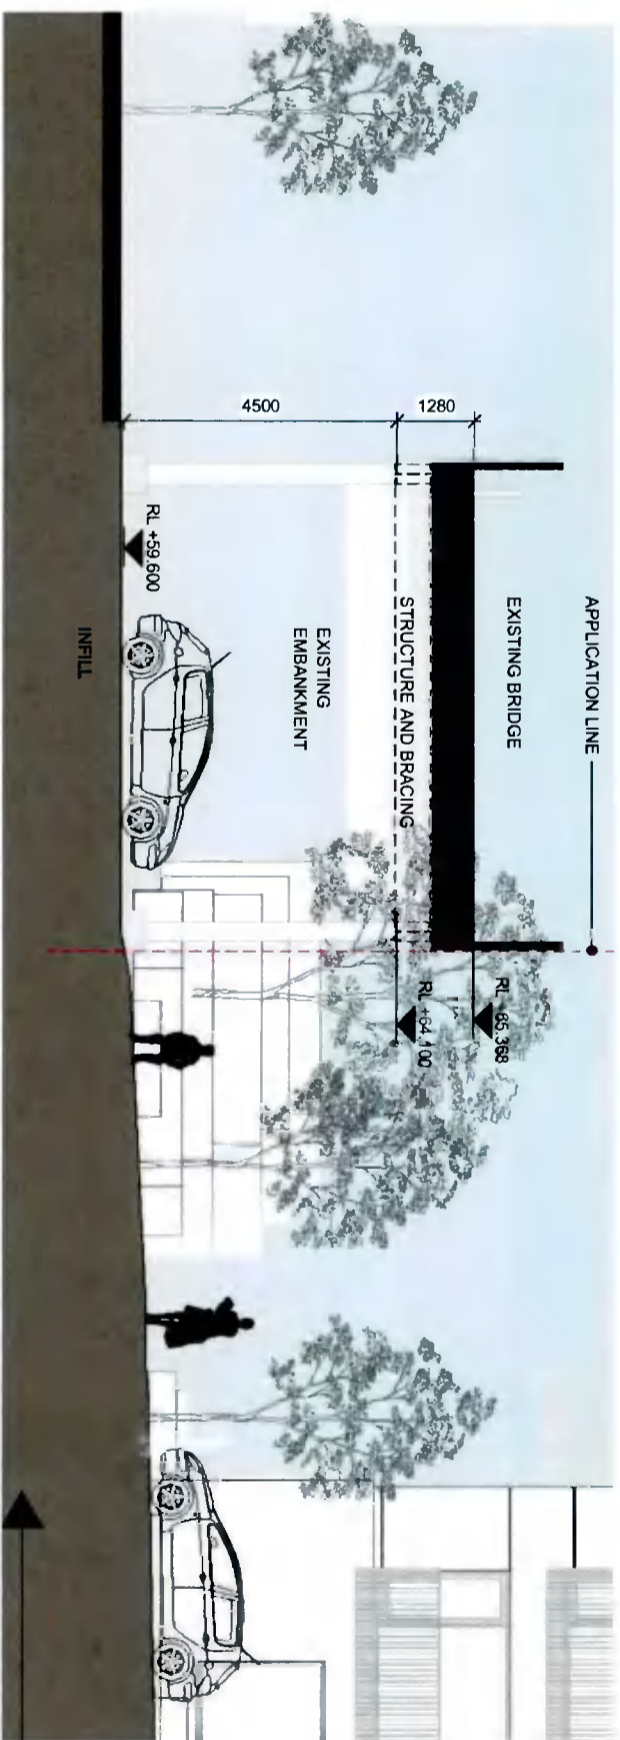 APPLICATION LINE
EXISTING BRIDGE
RL +65.368
1280
STRUCTURE AND BRACING
RL +64.100
EXISTING
EMBANKMENT
4500
RL +59.600
INFILL